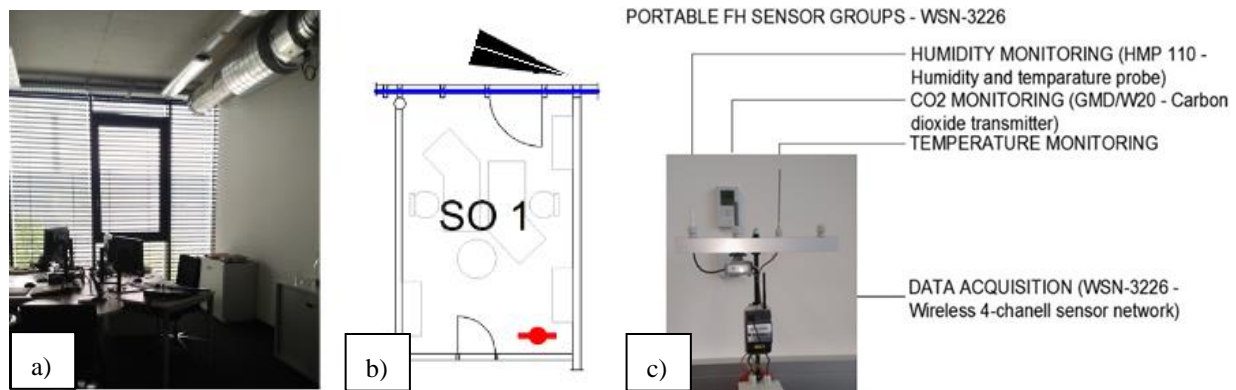 PORTABLE FH SENSOR GROUPS - WSN-3226
HUMIDITY MONITORING (HMP 110 -
Humidity and temparature probe)
CO2 MONITORING (GMD/W20 - Carbon
dioxide transmitter)
TEMPERATURE MONITORING
SO 1
DATA ACQUISITION (WSN-3226 -
Wireless 4-chanell sensor network)
a)
b)
c)